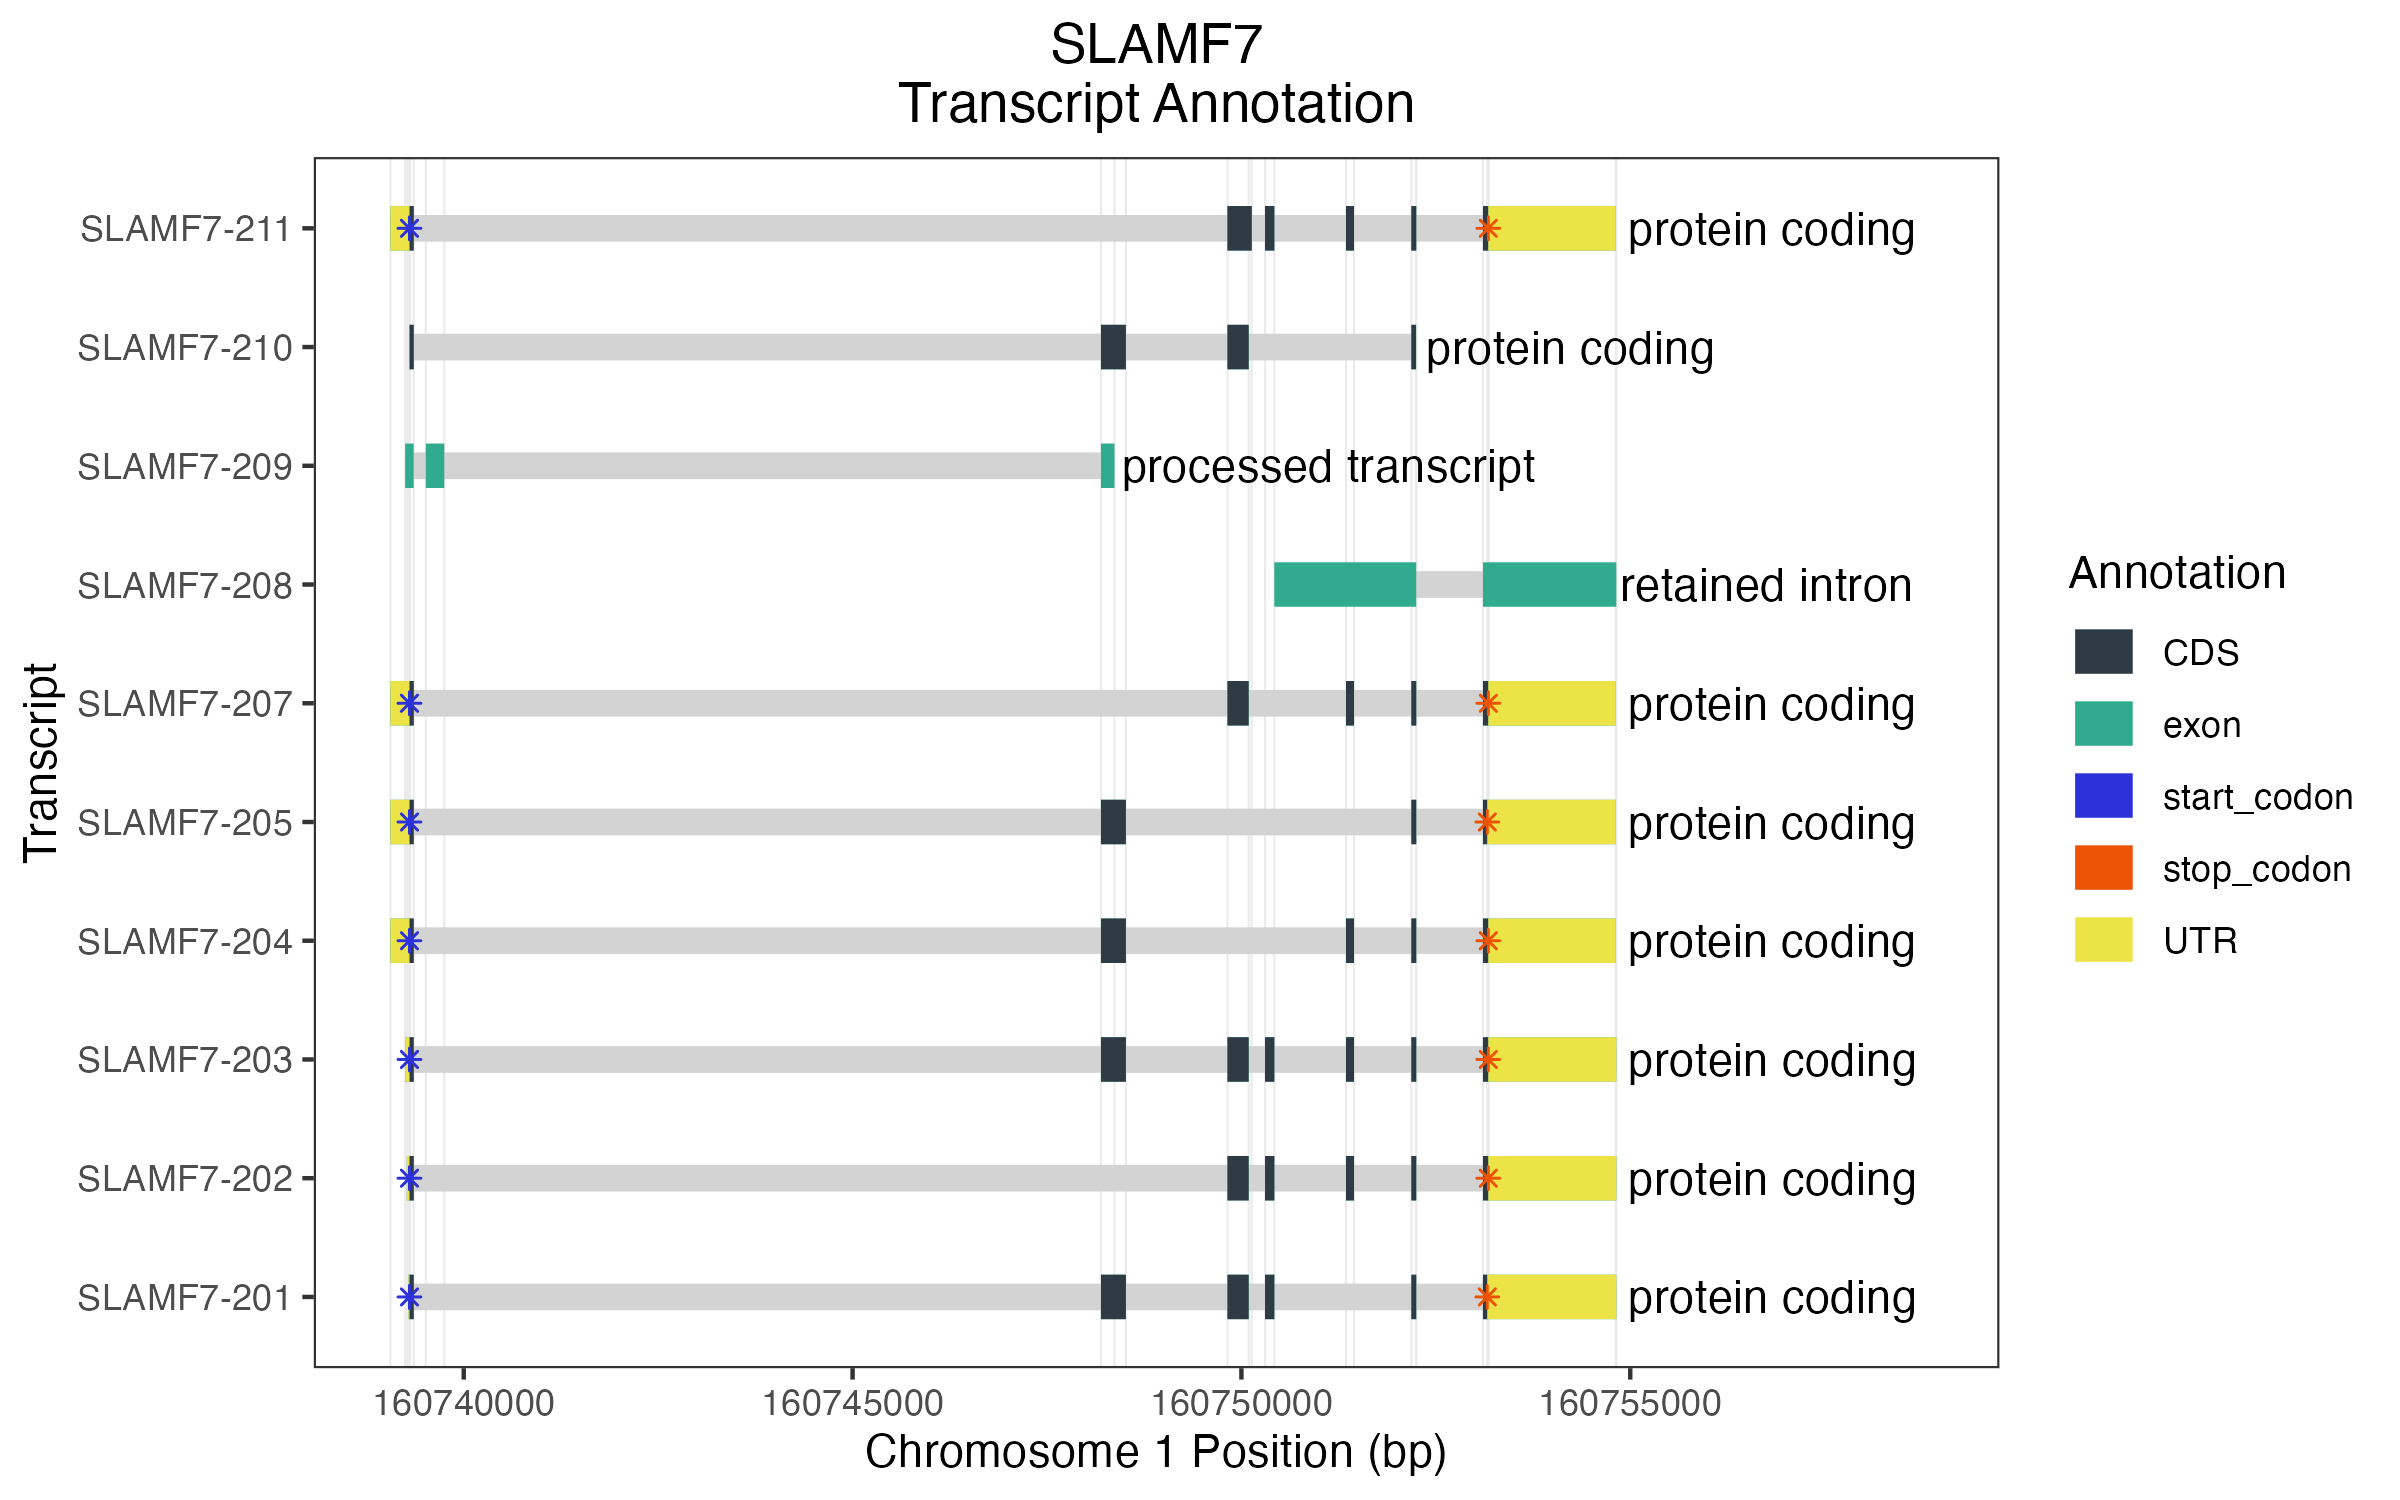 SLAMF7
Transcript Annotation
SLAMF7-211
protein coding
SLAMF7-210
protein coding
SLAMF7-209
processed transcript
SLAMF7-208
retained intron
SLAMF7-207
protein coding
SLAMF7-205
protein coding
SLAMF7-204
protein coding
SLAMF7-203
protein coding
SLAMF7-202
protein coding
SLAMF7-201
protein coding
Transcript
160740000
160745000
160750000
160755000
Chromosome 1 Position (bp)
Annotation
CDS
exon
start_codon
stop_codon
UTR